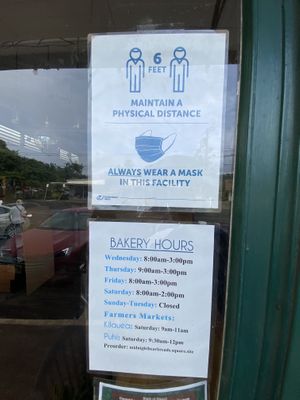 6
FEET
MAINTAIN A
PHYSICAL DISTANCE
ALWAYS WEAR A MASK
IN THIS FACILITY
BAKERY HOURS
Wednesday: 8:00am-3:00pm
Thursday: 9:00am-3:00pm
Friday: 8:00am-3:00pm
Saturday: 8:00am-2:00pm
Sunday-Tuesday: Closed
Farmers Markets:
Kilauea: Saturday 9am-11am
Puhi: Saturday 9:30am-12pm
Preorder: